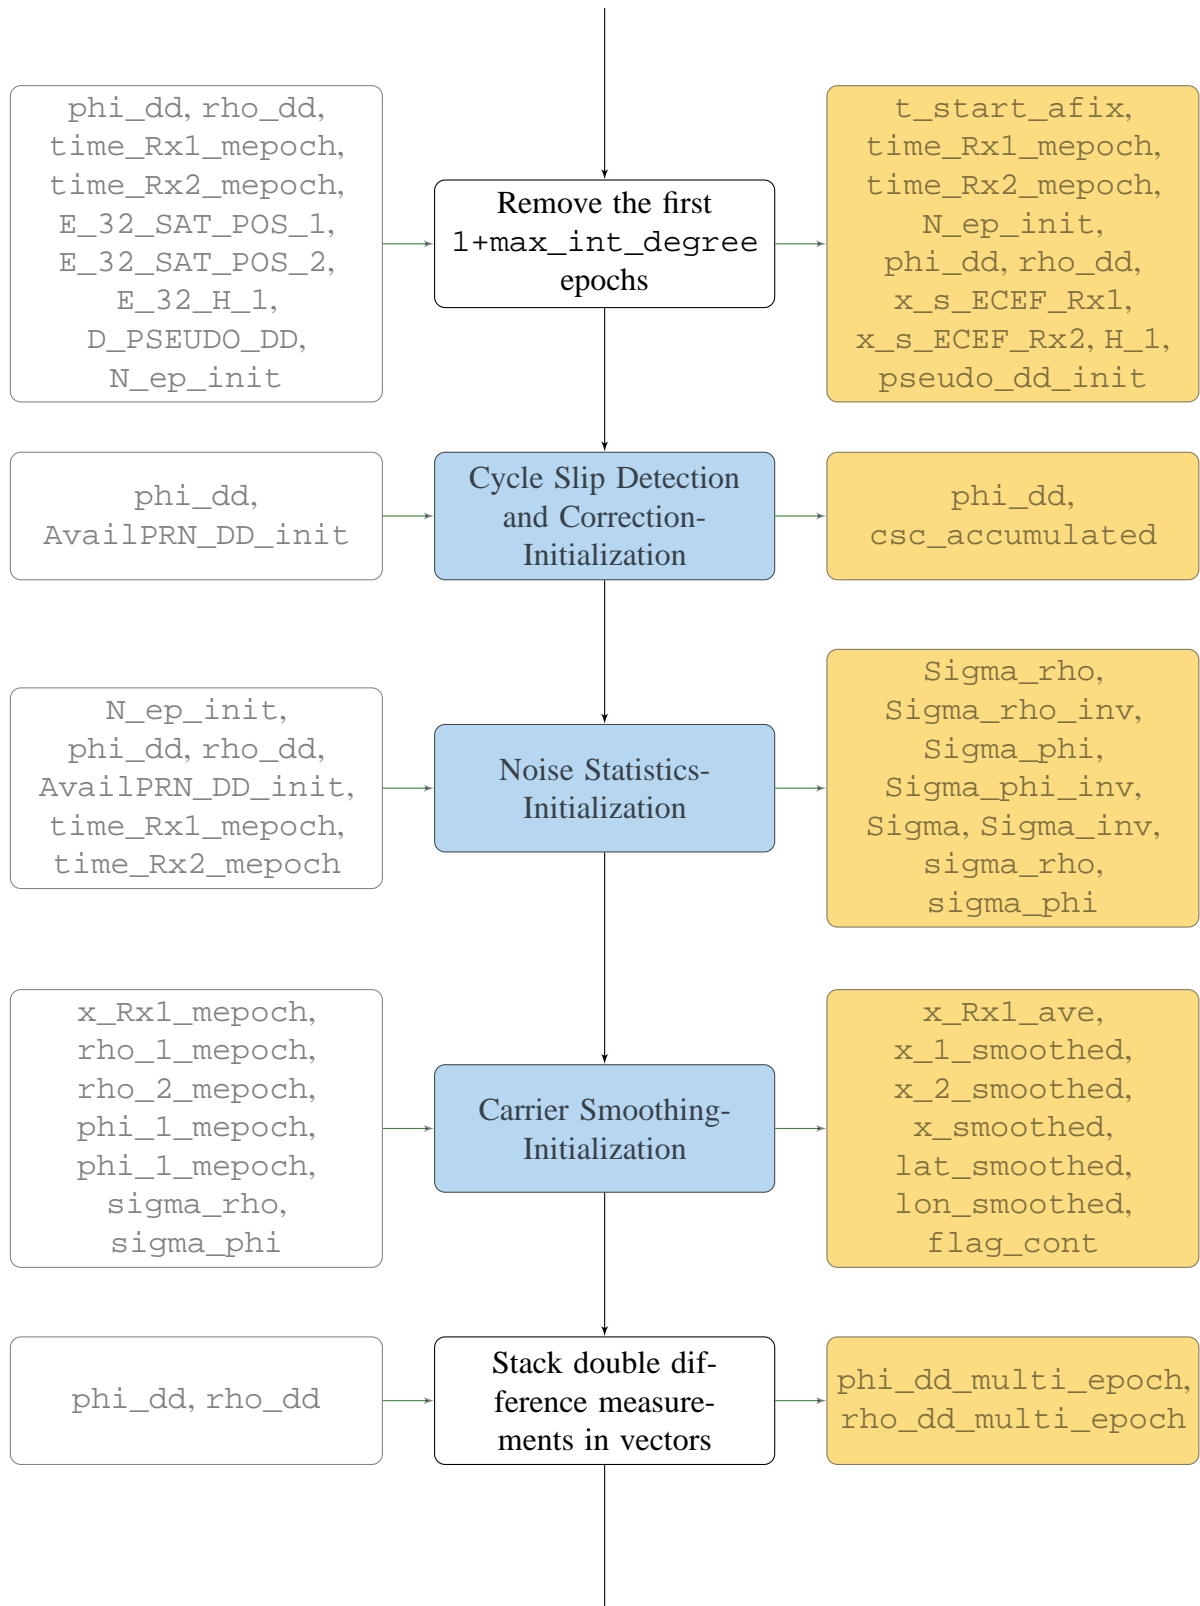 phi_dd, rho_dd,
time_Rx1_mepoch,
time_Rx2_mepoch,
E_32_SAT_POS_1,
E_32_SAT_POS_2,
E_32_H_1,
D_PSEUDO_DD,
N_ep_init
Remove the first
1+max_int_degree
epochs
t_start_afix,
time_Rx1_mepoch,
time_Rx2_mepoch,
N_ep_init,
phi_dd, rho_dd,
x_s_ECEF_Rx1,
x_s_ECEF_Rx2, H_1,
pseudo_dd_init
phi_dd,
AvailPRN_DD_init
Cycle Slip Detection
and Correction-
Initialization
phi_dd,
csc_accumulated
N_ep_init,
phi_dd, rho_dd,
AvailPRN_DD_init,
time_Rx1_mepoch,
time_Rx2_mepoch
Noise Statistics-
Initialization
Sigma_rho,
Sigma_rho_inv,
Sigma_phi,
Sigma_phi_inv,
Sigma, Sigma_inv,
sigma_rho,
sigma_phi
x_Rx1_mepoch,
rho_1_mepoch,
rho_2_mepoch,
phi_1_mepoch,
phi_1_mepoch,
sigma_rho,
sigma_phi
Carrier Smoothing-
Initialization
x_Rx1_ave,
x_1_smoothed,
x_2_smoothed,
x_smoothed,
lat_smoothed,
lon_smoothed,
flag_cont
phi_dd, rho_dd
Stack double dif-
ference measure-
ments in vectors
phi_dd_multi_epoch,
rho_dd_multi_epoch